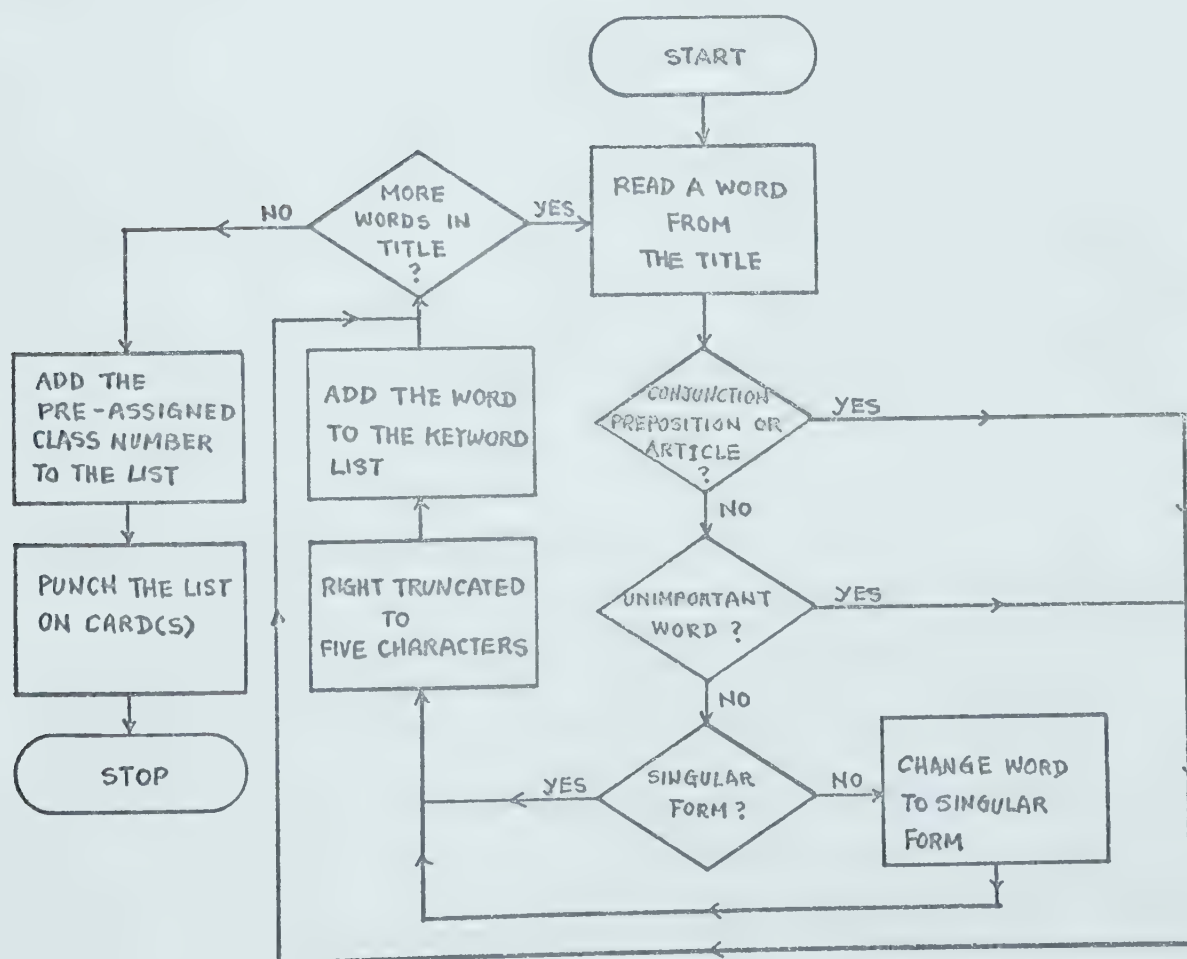 START
READ A WORD
FROM
THE TITLE
MORE
WORDS IN
TITLE
?
NO
YES
ADD THE
PRE-ASSIGNED
CLASS NUMBER
TO THE LIST
ADD THE WORD
TO THE KEYWORD
LIST
CONJUNCTION
PREPOSITION OR
ARTICLE
?
YES
NO
PUNCH THE LIST
ON CARD(S)
RIGHT TRUNCATED
TO
FIVE CHARACTERS
UNIMPORTANT
WORD ?
YES
NO
STOP
YES
SINGULAR
FORM ?
NO
CHANGE WORD
TO SINGULAR
FORM